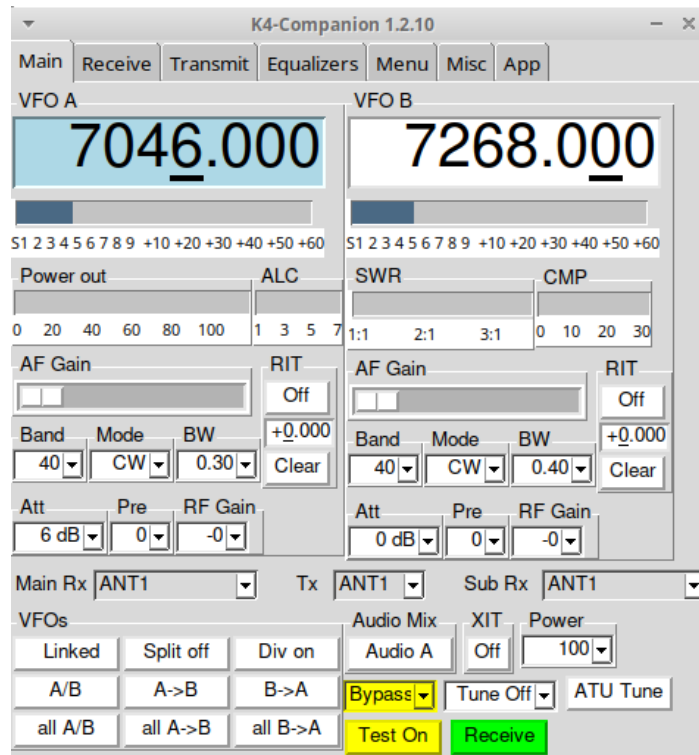 K4-Companion 1.2.10
Main Receive Transmit Equalizers Menu Misc App
VFO A VFO B
7046.000 7268.000
S1 2 3 4 5 6 7 8 9 +10 +20 +30 +40 +50 +60 S1 2 3 4 5 6 7 8 9 +10 +20 +30 +40 +50 +60
Power out ALC SWR CMP
0 20 40 60 80 100 1 3 5 7 1:1 2:1 3:1 0 10 20 30
AF Gain RIT AF Gain RIT
Off Off
+0.000 +0.000
Band Mode BW Band Mode BW
40 CW 0.30 Clear 40 CW 0.40 Clear
Att Pre RF Gain Att Pre RF Gain
6 dB 0 -0 0 dB 0 -0
Main Rx ANT1 Tx ANT1 Sub Rx ANT1
VFOs Audio Mix XIT Power
Linked Split off Div on Audio A Off 100
A/B A->B B->A Bypass Tune Off ATU Tune
all A/B all A->B all B->A Test On Receive